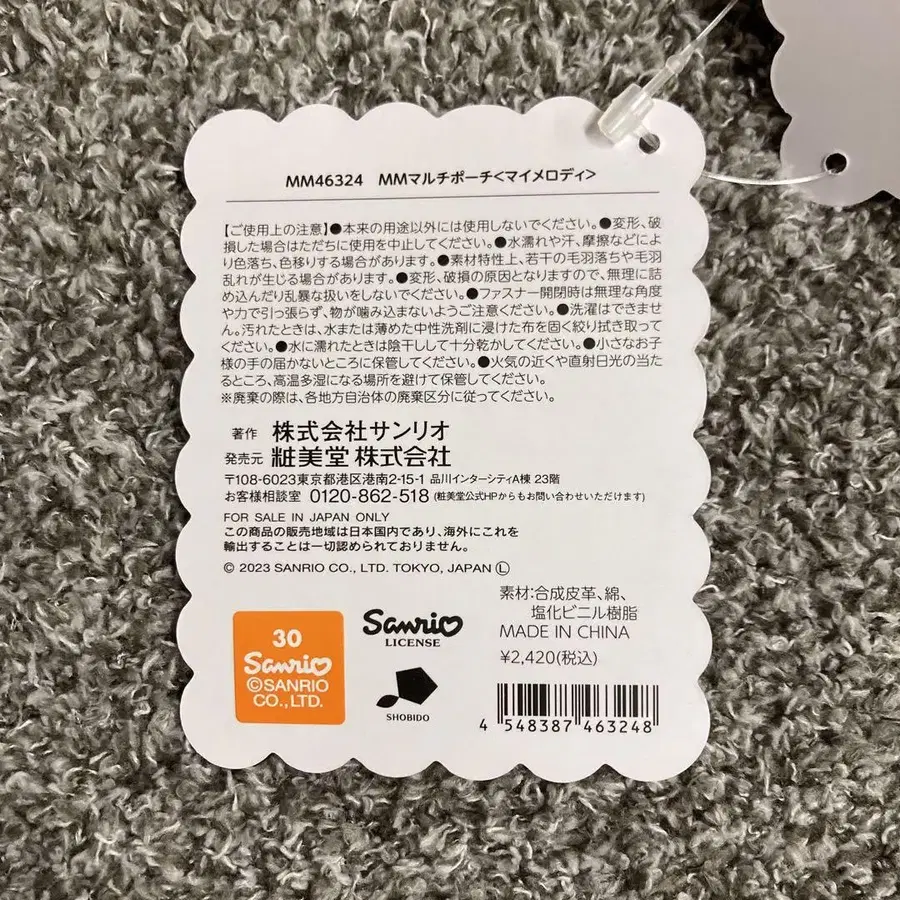 MM46324 MMマルチポーチ<マイメロディ>
【ご使用上の注意】●本来の用途以外には使用しないでください。●変形、破
損した場合はただちに使用を中止してください。●水濡れや汗、摩擦などによ
り色落ち、色移りする場合があります。●素材特性上、若干の毛羽落ちや毛羽
乱れが生じる場合があります。●変形、破損の原因となりますので、無理に詰
め込んだり乱暴な扱いをしないでください。●ファスナー開閉時は無理な角度
や力で引っ張らず、物が噛み込まないようご注意ください。●洗濯はできませ
ん。汚れたときは、水または薄めた中性洗剤に浸けた布を固く絞り拭き取って
ください。●水に濡れたときは陰干しして十分乾かしてください。●小さなお子
様の手の届かないところに保管してください。●火気の近くや直射日光の当た
るところ、高温多湿になる場所を避けて保管してください。
※廃棄の際は、各地方自治体の廃棄区分に従ってください。
著作 株式会社サンリオ
発売元 粧美堂 株式会社
〒108-6023東京都港区港南2-15-1 品川インターシティA棟 23階
お客様相談室 0120-862-518(粧美堂公式HPからもお問い合わせいただけます)
FOR SALE IN JAPAN ONLY
この商品の販売地域は日本国内であり、海外にこれを
輸出することは一切認められておりません。
© 2023 SANRIO CO., LTD. TOKYO, JAPAN Ⓛ
30
Sanrio
©SANRIO
CO., LTD.
Sanrio
LICENSE
SHOBIDO
素材:合成皮革、綿、
塩化ビニル樹脂
MADE IN CHINA
¥2,420(税込)
4 548387 463248